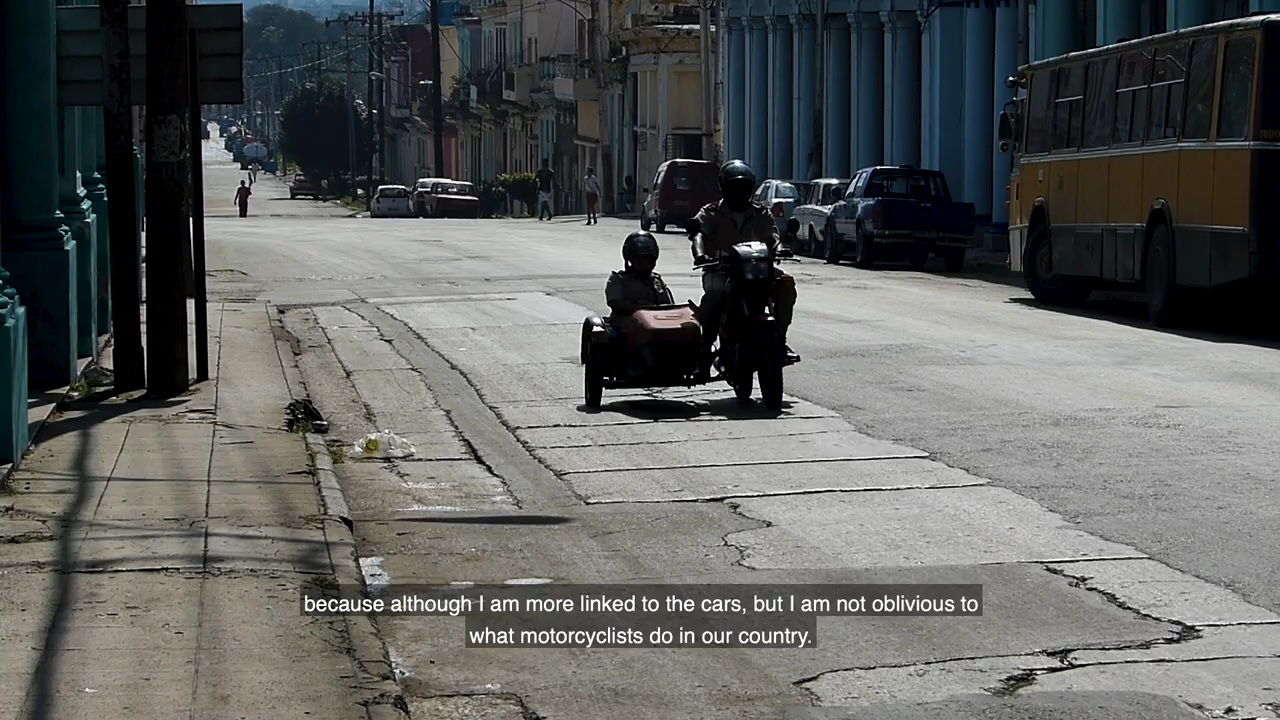 because although I am more linked to the cars, but I am not oblivious to
what motorcyclists do in our country.